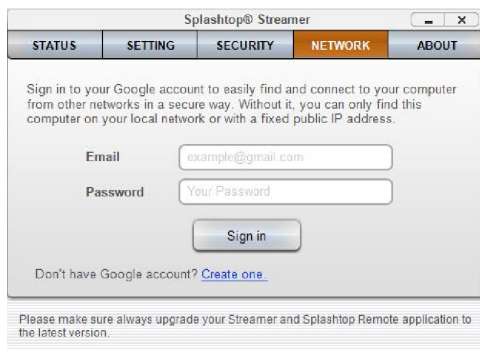 Splashtop® Streamer
STATUS SETTING SECURITY NETWORK ABOUT
Sign in to your Google account to easily find and connect to your computer
from other networks in a secure way. Without it, you can only find this
computer on your local network or with a fixed public IP address.
Email example@gmail.com
Password Your Password
Sign in
Don't have Google account? Create one.
Please make sure always upgrade your Streamer and Splashtop Remote application to
the latest version.